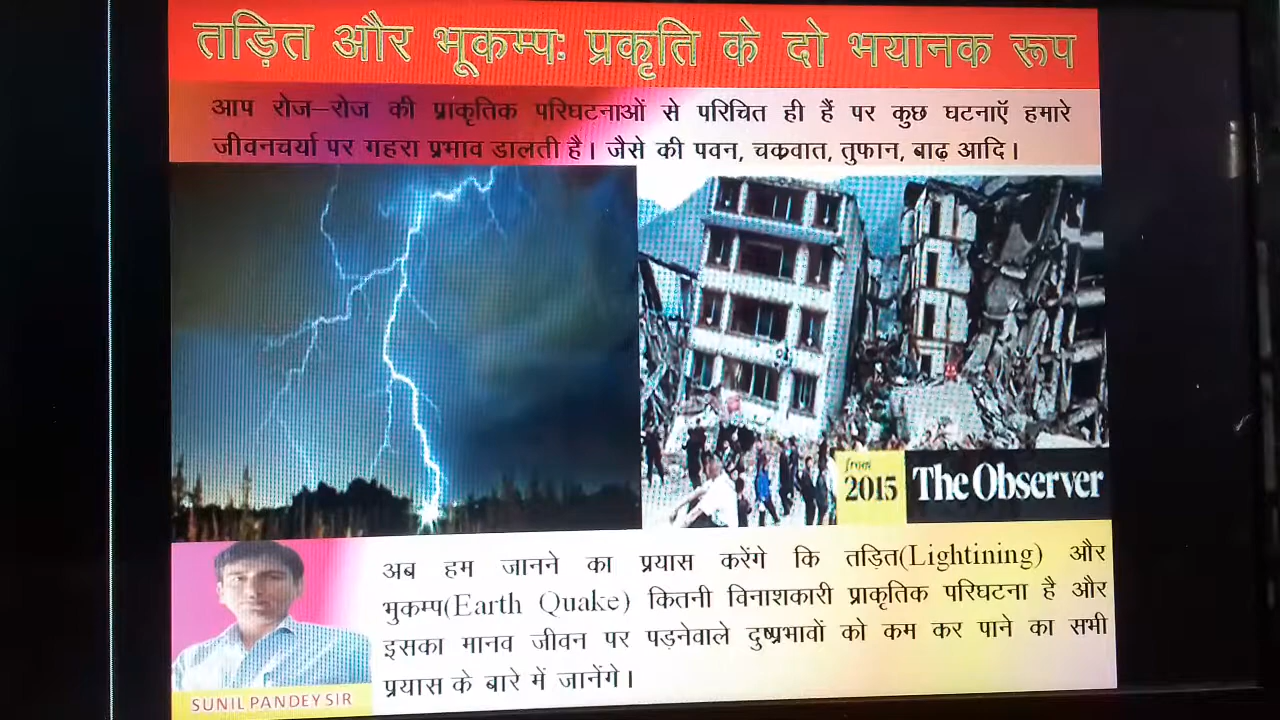 तड़ित और भूकम्पः प्रकृति के दो भयानक रूप
आप रोज–रोज की प्राकृतिक परिघटनाओं से परिचित ही हैं पर कुछ घटनाऍ हमारे
जीवनचर्या पर गहरा प्रभाव डालती है। जैसे की पवन, चक्रवात, तुफान, बाढ़ आदि।
from
2015
The Observer
अब हम जानने का प्रयास करेंगे कि तड़ित(Lightining) और
भुकम्प(Earth Quake) कितनी विनाशकारी प्राकृतिक परिघटना है और
इसका मानव जीवन पर पड़नेवाले दुष्प्रभावों को कम कर पाने का सभी
प्रयास के बारे में जानेंगे।
SUNIL PANDEY SIR